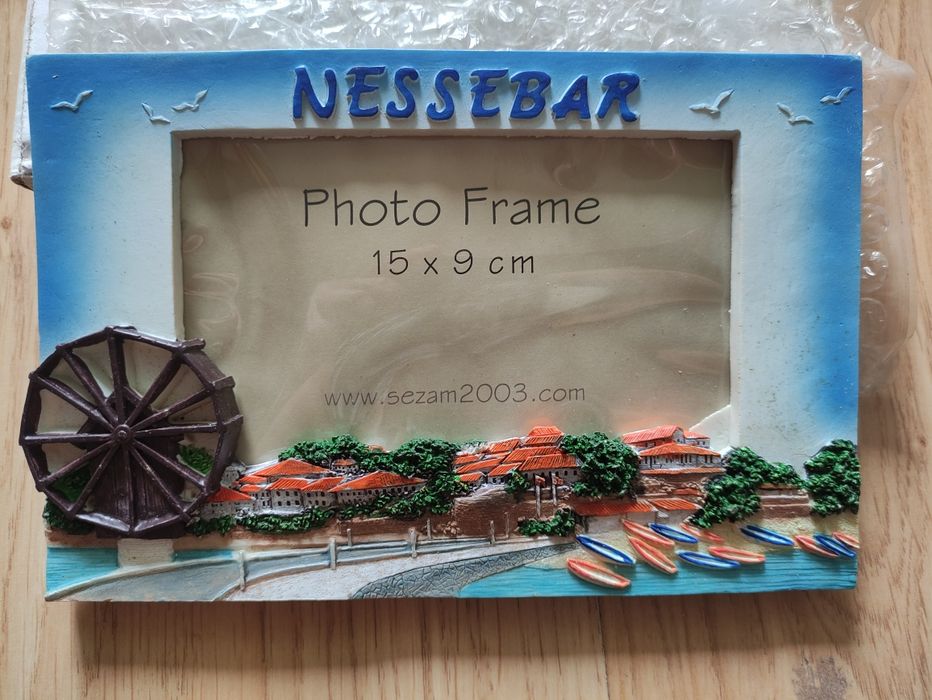 NESSEBAR
Photo Frame
15 x 9 cm
www.sezam2003.com